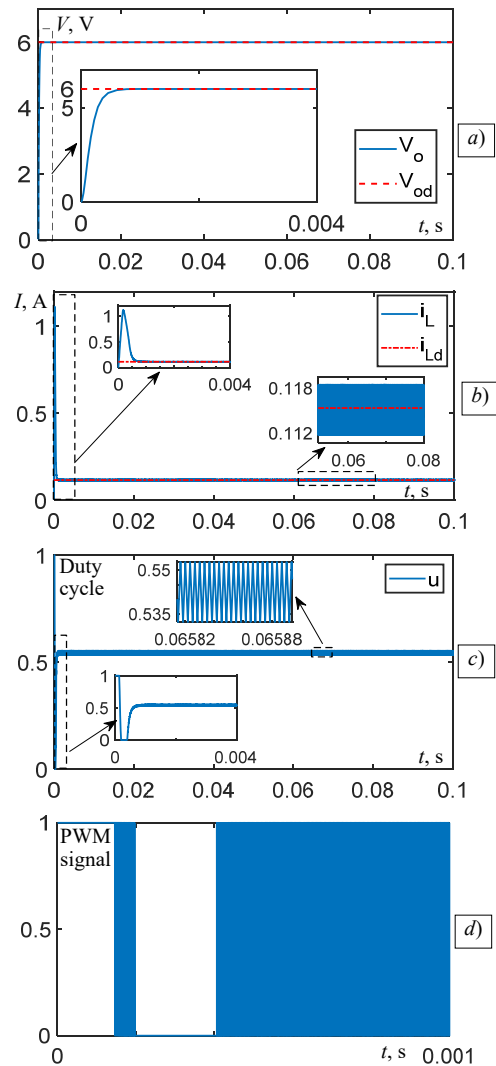 V, V
6
4
2
0
6
5
0
0
0.004
V_o
V_od
a)
t, s
0 0.02 0.04 0.06 0.08 0.1
I, A
1
0.5
0
1
0.5
0
0
0.004
i_L
i_Ld
0.118
0.112
0.06 0.08
b)
t, s
0 0.02 0.04 0.06 0.08 0.1
1
0.5
0
Duty
cycle
0.55
0.535
0.06582 0.06588
u
1
0.5
0
0
0.004
c)
t, s
0 0.02 0.04 0.06 0.08 0.1
1
0.5
0
PWM
signal
d)
0 t, s 0.001